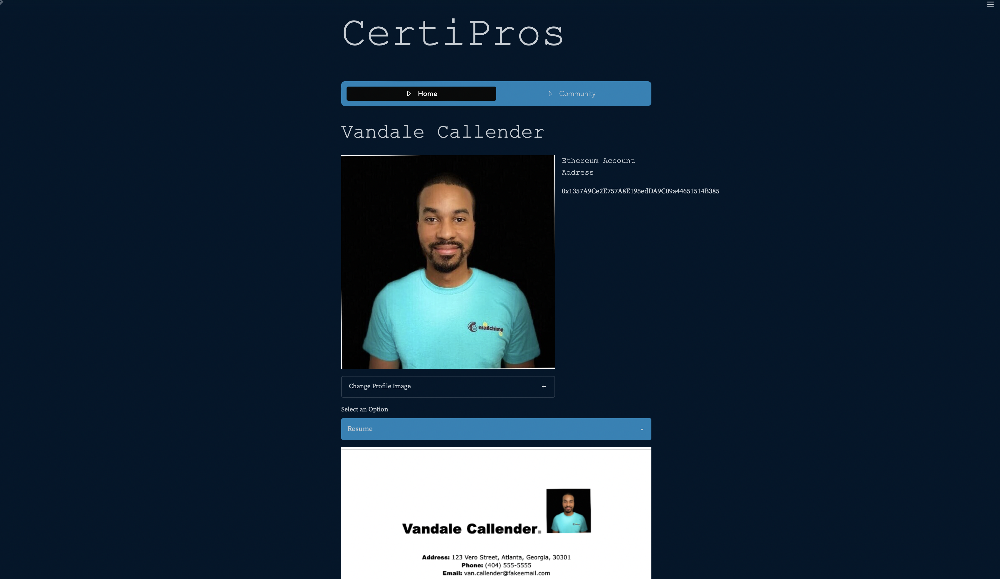 CertiPros
Home
Community
Vandale Callender
Ethereum Account
Address
0x1357A9Ce2E757A8E195edDA9C09a44651514B385
mailchimp
Change Profile Image
Select an Option
Resume
Vandale Callender.
Address: 123 Vero Street, Atlanta, Georgia, 30301
Phone: (404) 555-5555
Email: van.callender@fakeemail.com